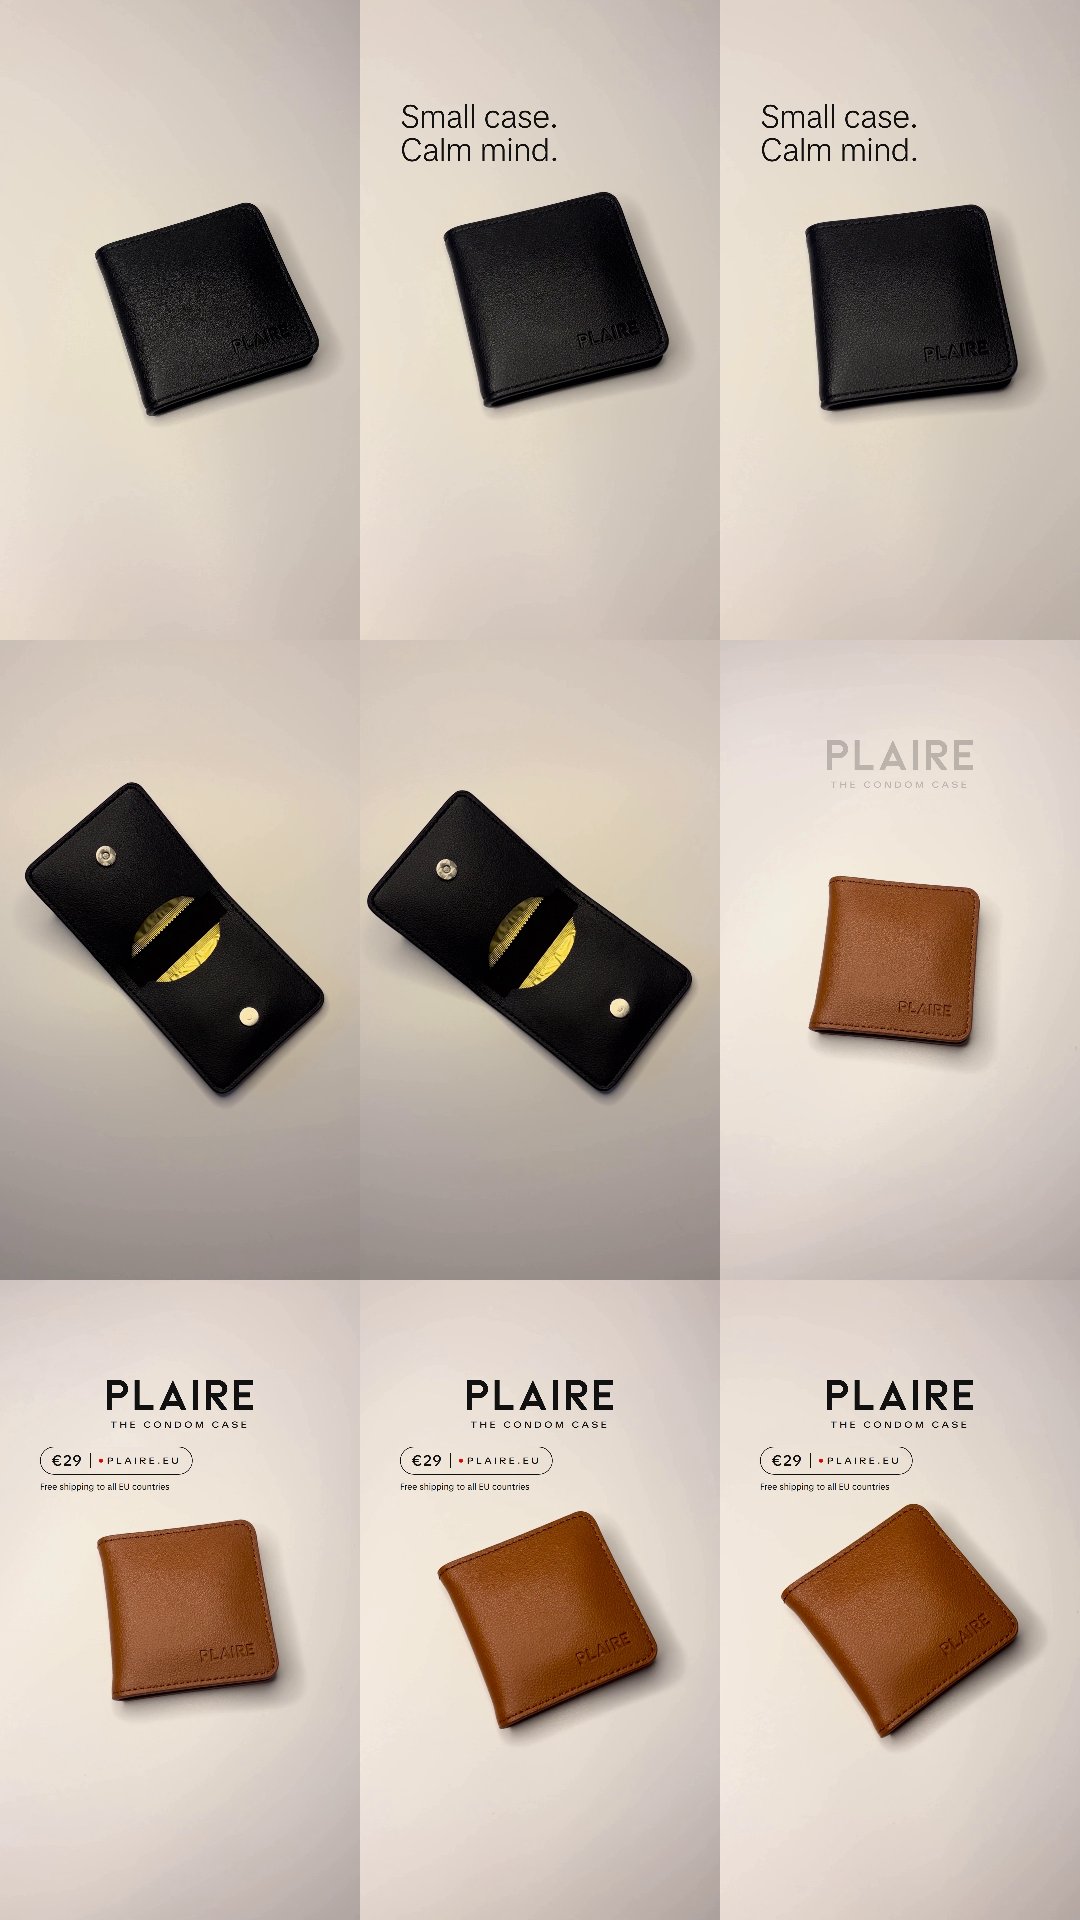 PLAIRE
Small case.
Calm mind.
PLAIRE
Small case.
Calm mind.
PLAIRE
PLAIRE
THE CONDOM CASE
PLAIRE
PLAIRE
THE CONDOM CASE
€29 | • PLAIRE.EU
Free shipping to all EU countries
PLAIRE
PLAIRE
THE CONDOM CASE
€29 | • PLAIRE.EU
Free shipping to all EU countries
PLAIRE
PLAIRE
THE CONDOM CASE
€29 | • PLAIRE.EU
Free shipping to all EU countries
PLAIRE